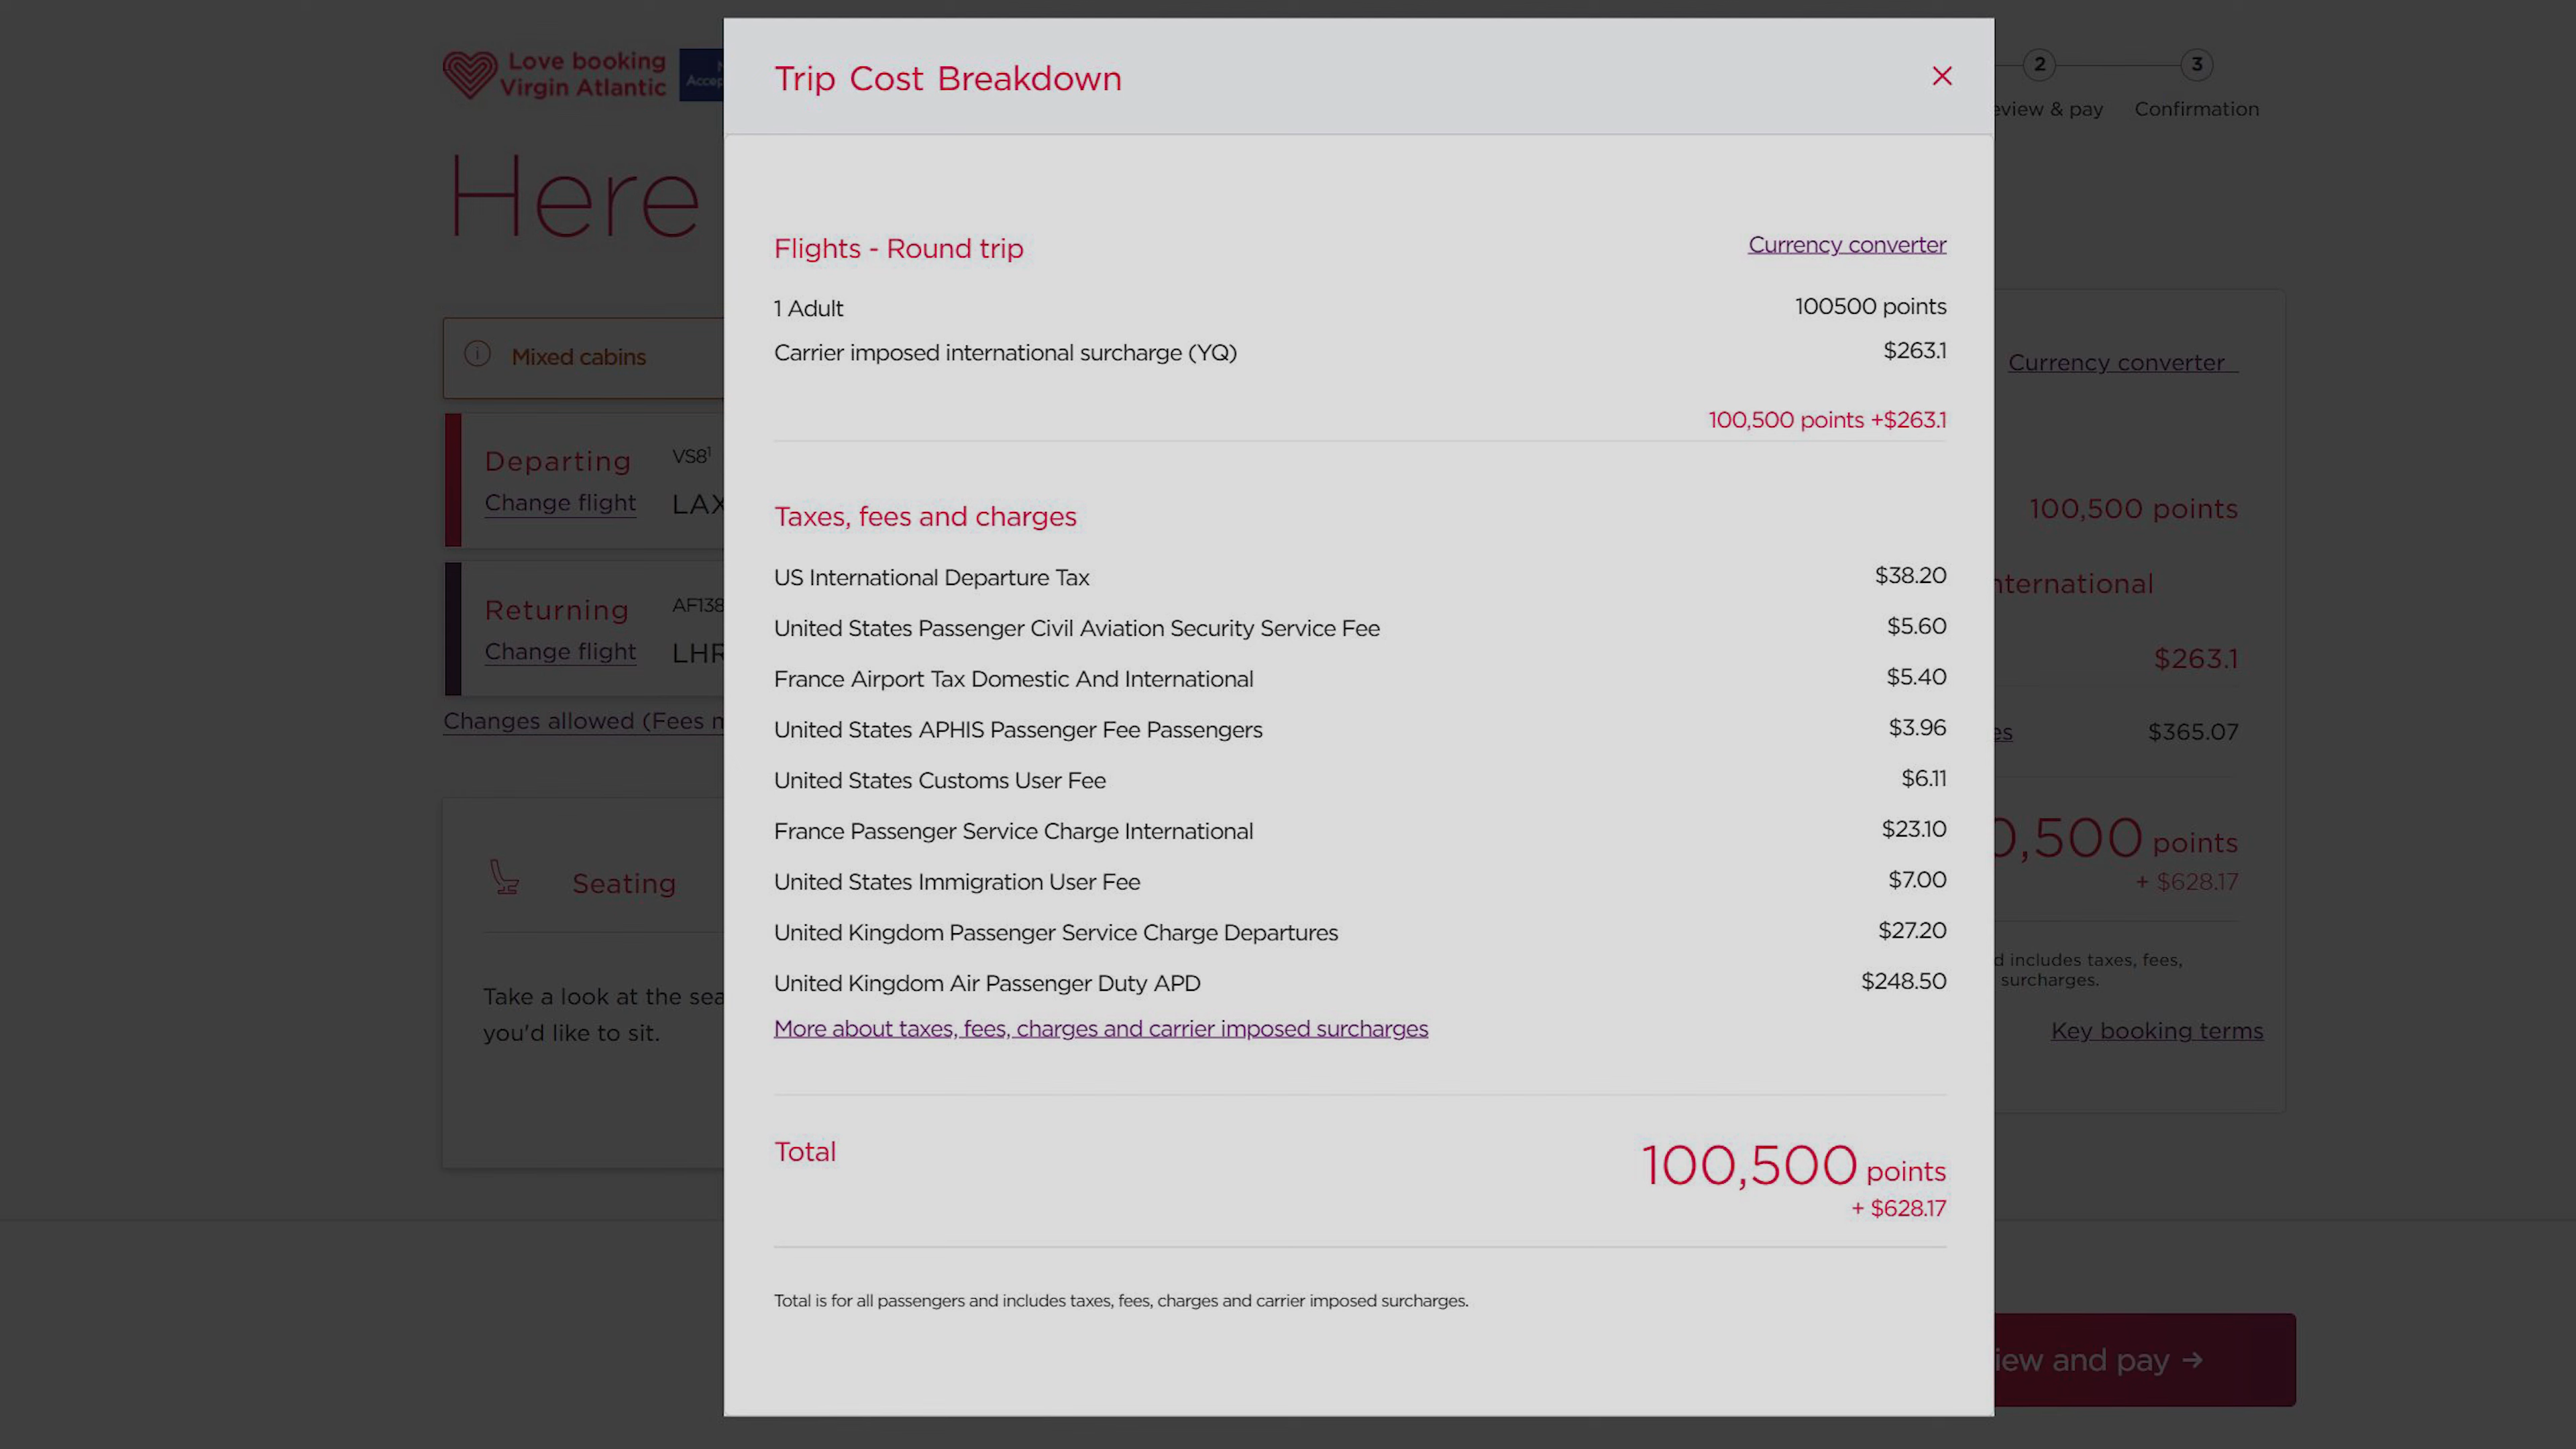 Love booking
Virgin Atlantic
Trip Cost Breakdown
2
3
Confirmation
& pay
Here
Flights - Round trip
Currency converter
1 Adult
100500 points
Carrier imposed international surcharge (YQ)
$263.1
100,500 points +$263.1
Mixed cabins
Currency converter
Departing
VS8¹
Change flight
LAX
100,500 points
Taxes, fees and charges
US International Departure Tax
$38.20
United States Passenger Civil Aviation Security Service Fee
$5.60
France Airport Tax Domestic And International
$5.40
United States APHIS Passenger Fee Passengers
$3.96
United States Customs User Fee
$6.11
France Passenger Service Charge International
$23.10
United States Immigration User Fee
$7.00
United Kingdom Passenger Service Charge Departures
$27.20
United Kingdom Air Passenger Duty APD
$248.50
More about taxes, fees, charges and carrier imposed surcharges
Returning
AF138
Change flight
LHR
$263.1
Changes allowed (Fees
$365.07
Seating
points
+ $628.17
Take a look at the
you'd like to sit.
includes taxes, fees,
surcharges.
Key booking terms
Total
100,500 points
+ $628.17
Total is for all passengers and includes taxes, fees, charges and carrier imposed surcharges.
and pay →